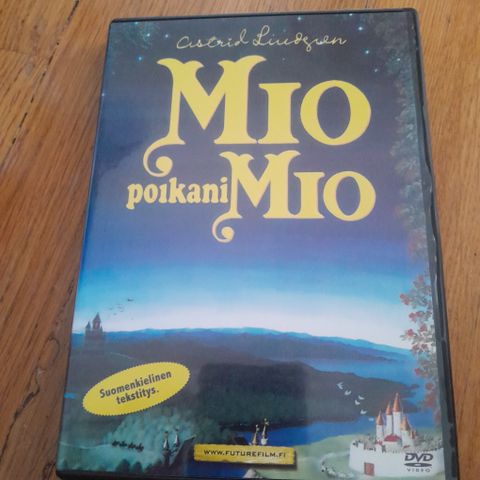 Astrid Lindgren
MIO
poikani MIO
Suomenkielinen
tekstitys.
WWW.FUTUREFILM.FI
DVD
VIDEO